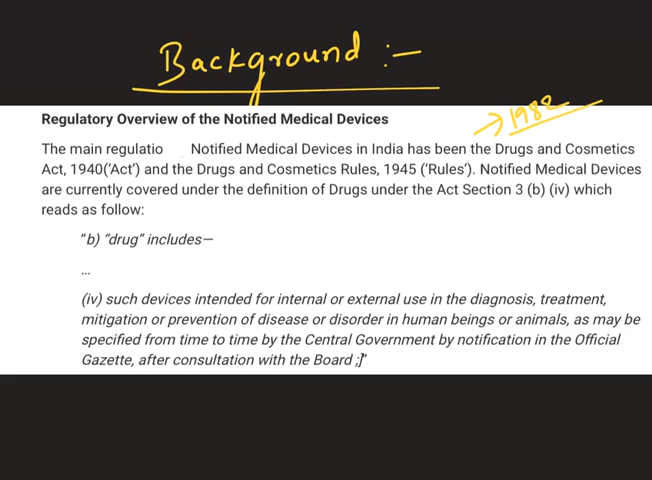 Background :-
Regulatory Overview of the Notified Medical Devices
→ 1982
The main regulatio Notified Medical Devices in India has been the Drugs and Cosmetics
Act, 1940('Act') and the Drugs and Cosmetics Rules, 1945 ('Rules'). Notified Medical Devices
are currently covered under the definition of Drugs under the Act Section 3 (b) (iv) which
reads as follow:
"b) "drug" includes—
...
(iv) such devices intended for internal or external use in the diagnosis, treatment,
mitigation or prevention of disease or disorder in human beings or animals, as may be
specified from time to time by the Central Government by notification in the Official
Gazette, after consultation with the Board ;]"